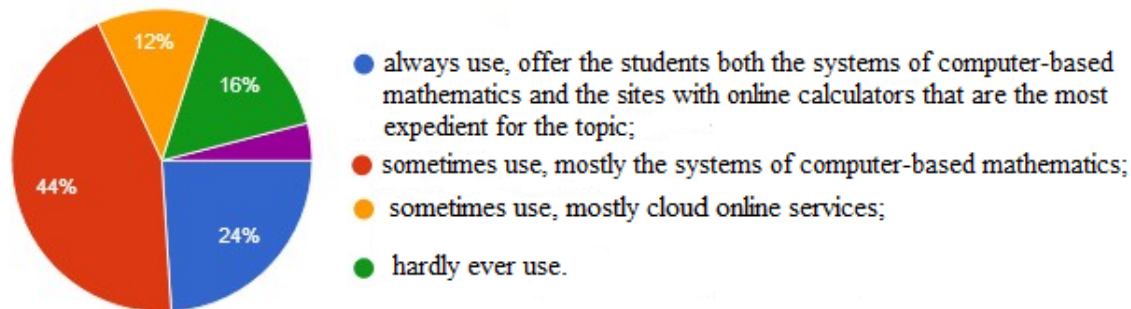 12%
16%
44%
24%
always use, offer the students both the systems of computer-based
mathematics and the sites with online calculators that are the most
expedient for the topic;
sometimes use, mostly the systems of computer-based mathematics;
sometimes use, mostly cloud online services;
hardly ever use.